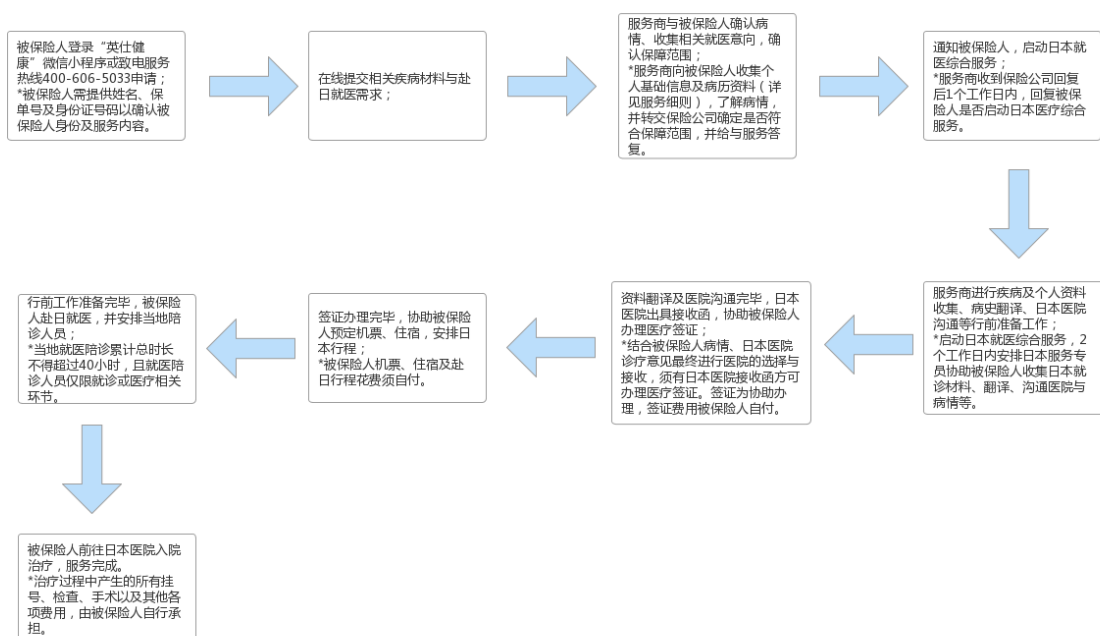 被保险人登录“英仕健
康”微信小程序或致电服务
热线400-606-5033申请；
*被保险人需提供姓名、保
单号及身份证号码以确认被
保险人身份及服务内容。
在线提交相关疾病材料与赴
日就医需求；
服务商与被保险人确认病
情、收集相关就医意向，确
认保障范围；
*服务商向被保险人收集个
人基础信息及病历资料（详
见服务细则），了解病情，
并转交保险公司确定是否符
合保障范围，并给与服务答
复。
通知被保险人，启动日本就
医综合服务；
*服务商收到保险公司回复
后1个工作日内，回复被保
险人是否启动日本医疗综合
服务。
服务商进行疾病及个人资料
收集、病史翻译、日本医院
沟通等行前准备工作；
*启动日本就医综合服务，2
个工作日内安排日本服务专
员协助被保险人收集日本就
诊材料、翻译、沟通医院与
病情等。
资料翻译及医院沟通完毕，日本
医院出具接收函，协助被保险人
办理医疗签证；
*结合被保险人病情、日本医院
诊疗意见最终进行医院的选择与
接收，须有日本医院接收函方可
办理医疗签证。签证为协助办
理，签证费用被保险人自付。
签证办理完毕，协助被保险
人预定机票、住宿，安排日
本行程；
*被保险人机票、住宿及赴
日行程花费须自付。
行前工作准备完毕，被保险
人赴日就医，并安排当地陪
诊人员；
*当地就医陪诊累计总时长
不得超过40小时，且就医陪
诊人员仅限就诊或医疗相关
环节。
被保险人前往日本医院入院
治疗，服务完成。
*治疗过程中产生的所有挂
号、检查、手术以及其他各
项费用，由被保险人自行承
担。